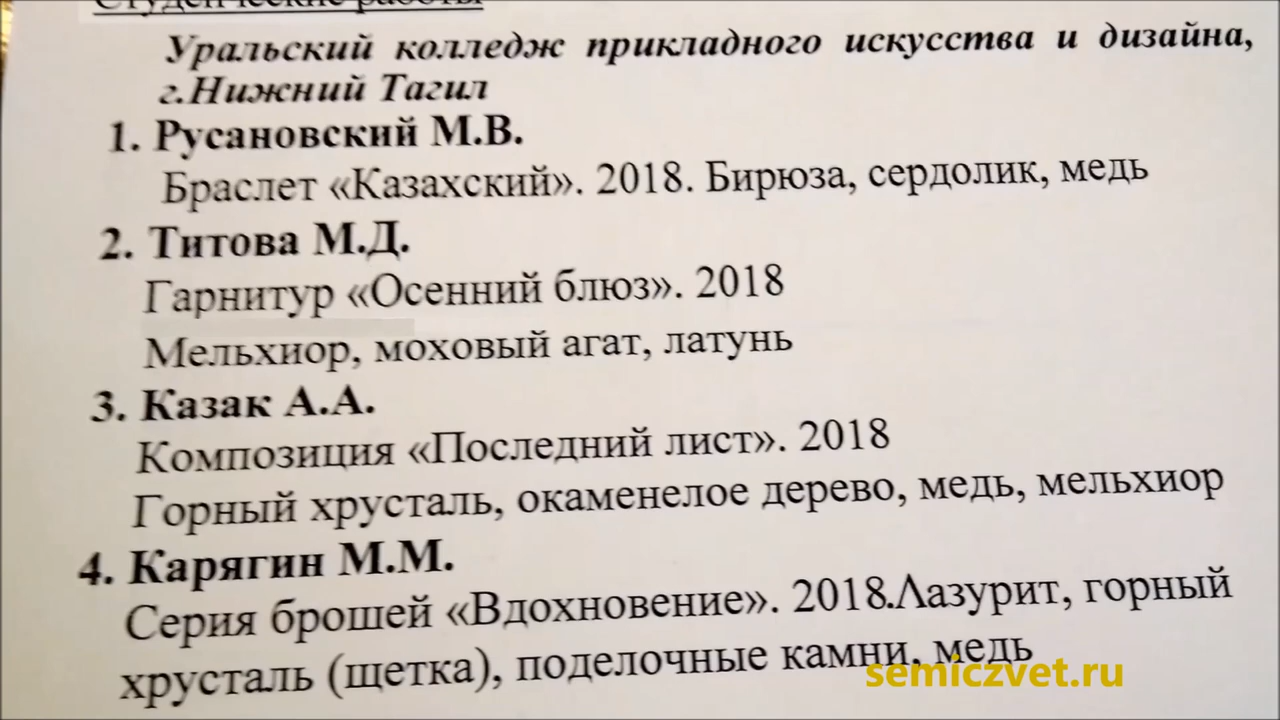 Студенческие работы
Уральский колледж прикладного искусства и дизайна,
г.Нижний Тагил
1. Русановский М.В.
Браслет «Казахский». 2018. Бирюза, сердолик, медь
2. Титова М.Д.
Гарнитур «Осенний блюз». 2018
Мельхиор, моховый агат, латунь
3. Казак А.А.
Композиция «Последний лист». 2018
Горный хрусталь, окаменелое дерево, медь, мельхиор
4. Карягин М.М.
Серия брошей «Вдохновение». 2018.Лазурит, горный
хрусталь (щетка), поделочные камни, медь
semiczvet.ru